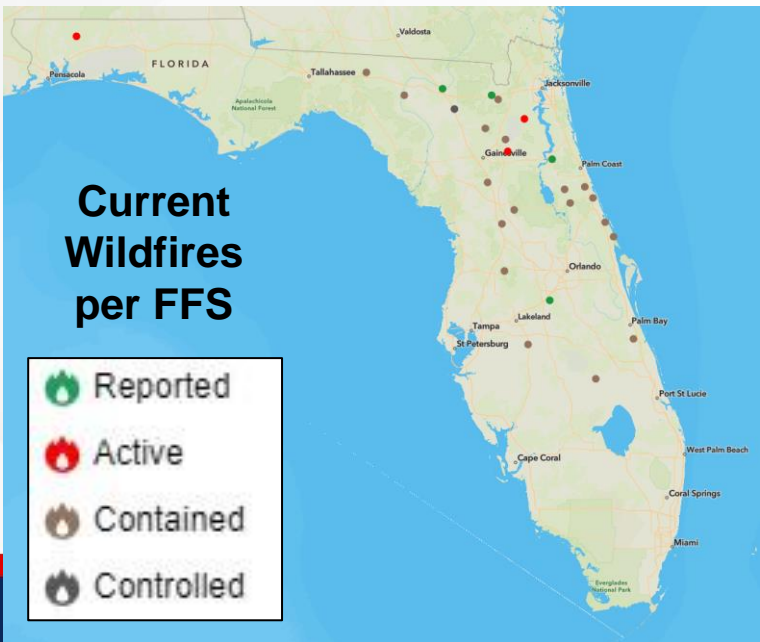 Valdosta
FLORIDA
Pensacola
Tallahassee
Jacksonville
Apalachicola
National Forest
Gainesville
Palm Coast
Current
Wildfires
per FFS
Orlando
Lakeland
Tampa
Palm Bay
St Petersburg
Port St Lucie
Reported
Active
Contained
Controlled
Cape Coral
West Palm Beach
Coral Springs
Miami
Everglades
National Park